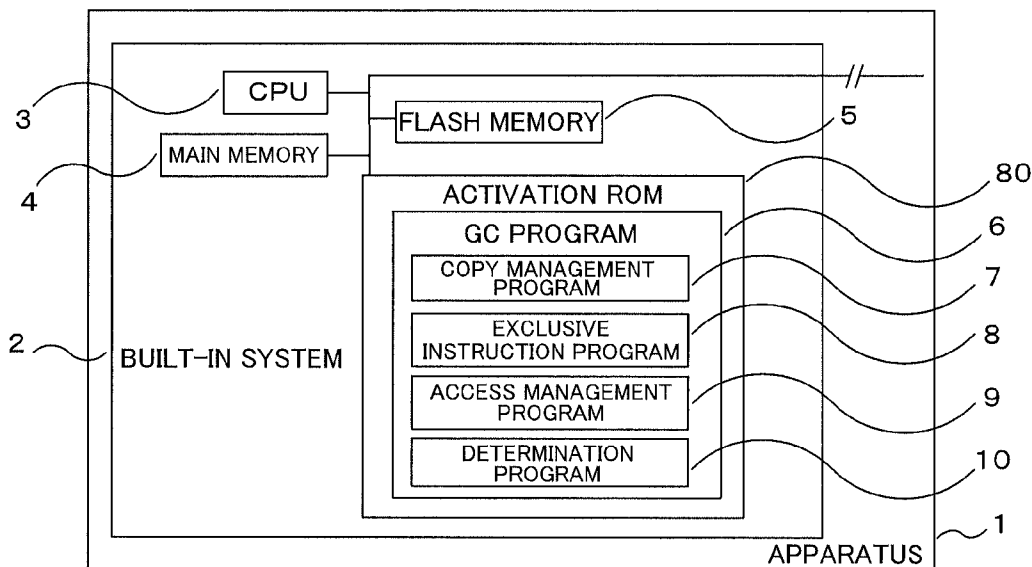 CPU
3
FLASH MEMORY
5
MAIN MEMORY
4
80
ACTIVATION ROM
6
GC PROGRAM
COPY MANAGEMENT
PROGRAM
7
EXCLUSIVE
INSTRUCTION PROGRAM
8
2
BUILT-IN SYSTEM
ACCESS MANAGEMENT
PROGRAM
9
DETERMINATION
PROGRAM
10
1
APPARATUS